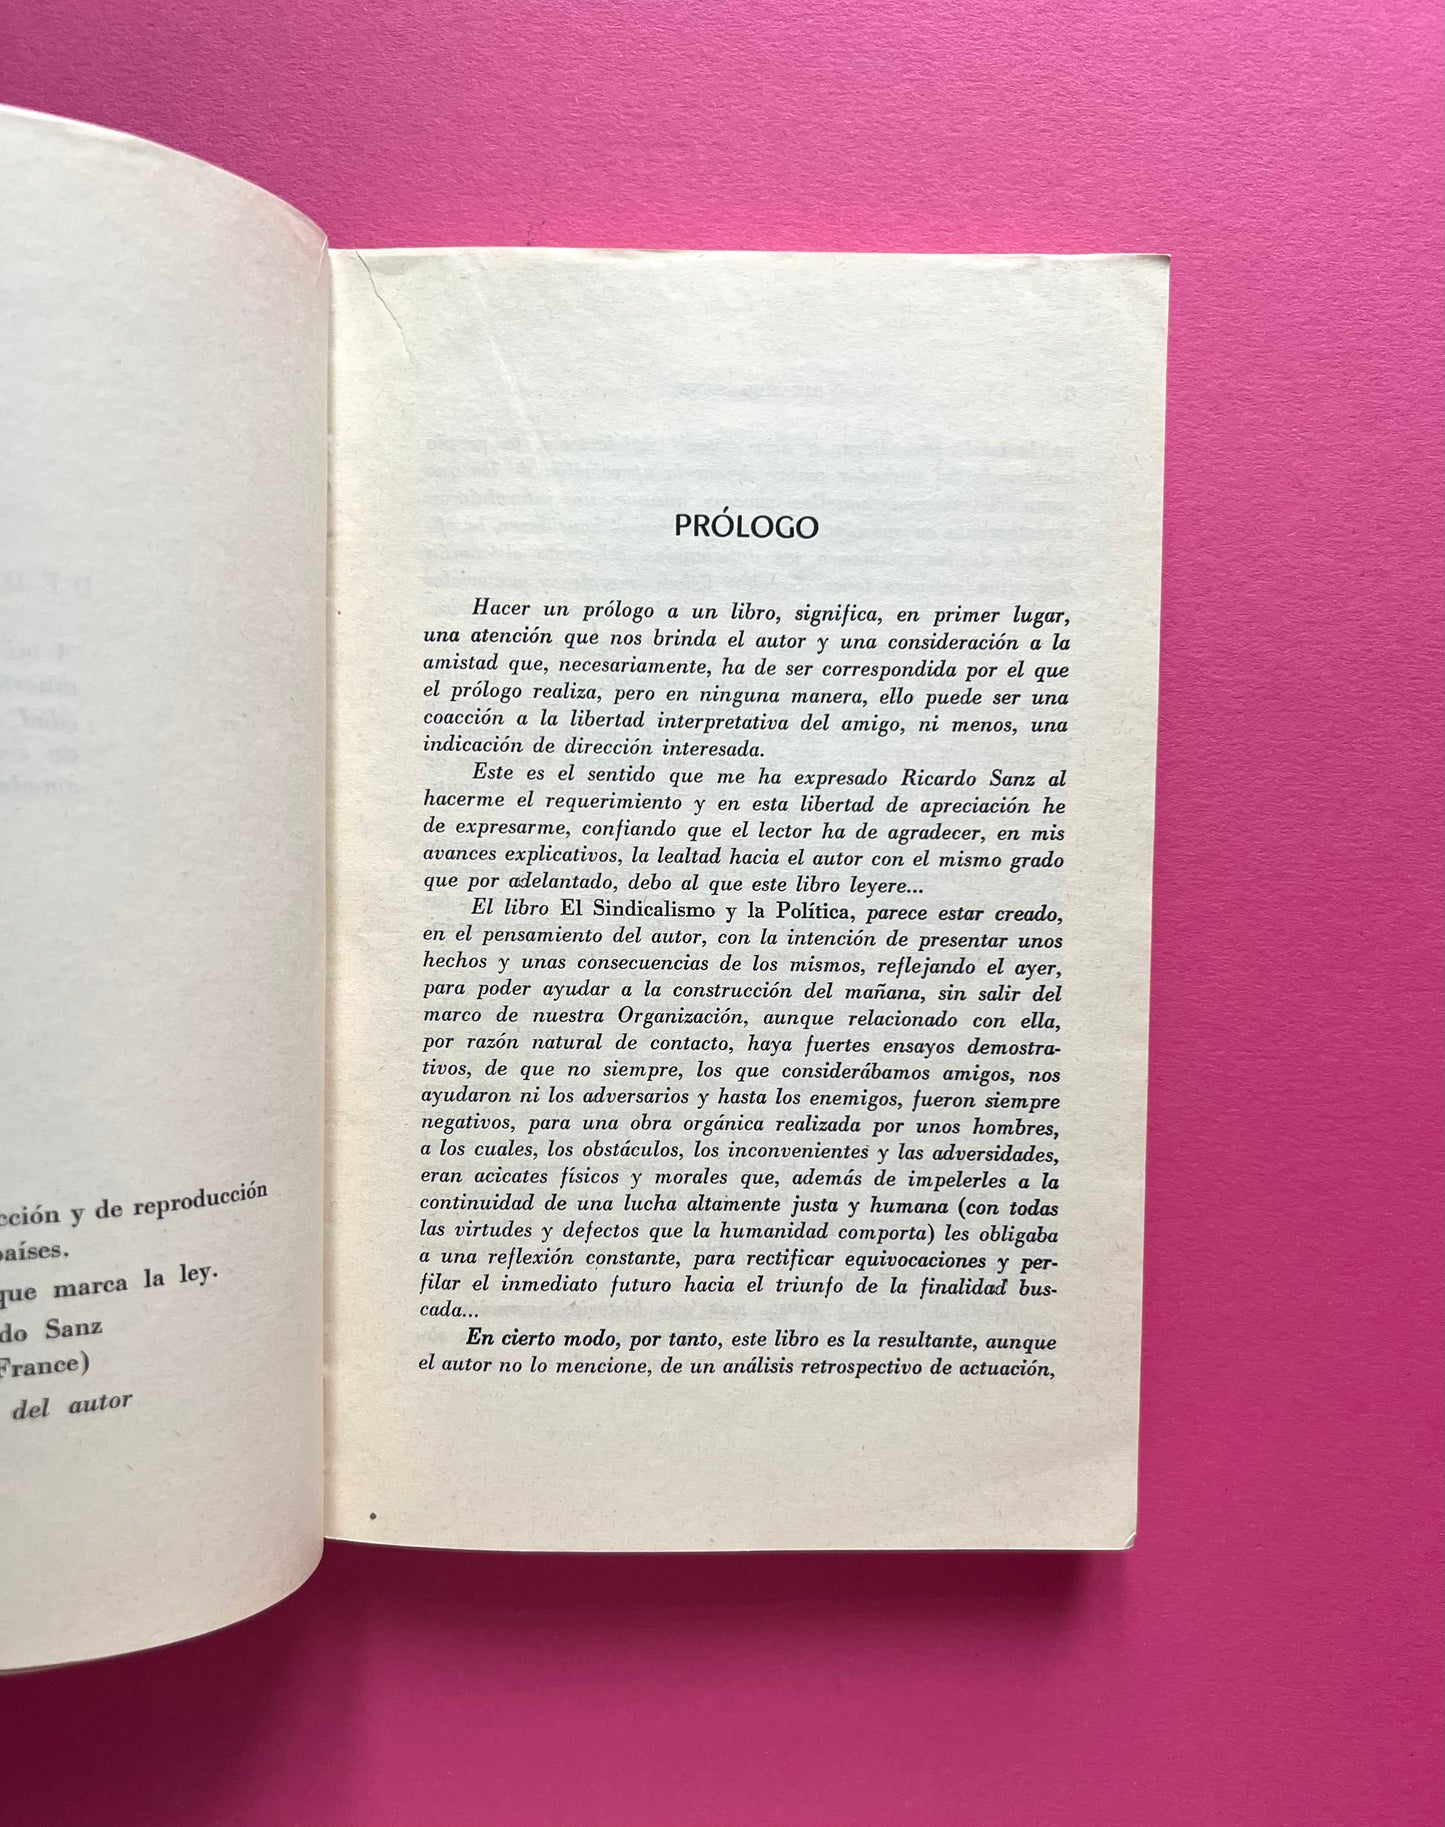 cción y de reproducción
países.
que marca la ley.
do Sanz
France)
del autor
PRÓLOGO
Hacer un prólogo a un libro, significa, en primer lugar,
una atención que nos brinda el autor y una consideración a la
amistad que, necesariamente, ha de ser correspondida por el que
el prólogo realiza, pero en ninguna manera, ello puede ser una
coacción a la libertad interpretativa del amigo, ni menos, una
indicación de dirección interesada.
Este es el sentido que me ha expresado Ricardo Sanz al
hacerme el requerimiento y en esta libertad de apreciación he
de expresarme, confiando que el lector ha de agradecer, en mis
avances explicativos, la lealtad hacia el autor con el mismo grado
que por adelantado, debo al que este libro leyere...
El libro El Sindicalismo y la Política, parece estar creado,
en el pensamiento del autor, con la intención de presentar unos
hechos y unas consecuencias de los mismos, reflejando el ayer,
para poder ayudar a la construcción del mañana, sin salir del
marco de nuestra Organización, aunque relacionado con ella,
por razón natural de contacto, haya fuertes ensayos demostra-
tivos, de que no siempre, los que considerábamos amigos, nos
ayudaron ni los adversarios y hasta los enemigos, fueron siempre
negativos, para una obra orgánica realizada por unos hombres,
a los cuales, los obstáculos, los inconvenientes y las adversidades,
eran acicates físicos y morales que, además de impelerles a la
continuidad de una lucha altamente justa y humana (con todas
las virtudes y defectos que la humanidad comporta) les obligaba
a una reflexión constante, para rectificar equivocaciones y per-
filar el inmediato futuro hacia el triunfo de la finalidad bus-
cada...
En cierto modo, por tanto, este libro es la resultante, aunque
el autor no lo mencione, de un análisis retrospectivo de actuación,